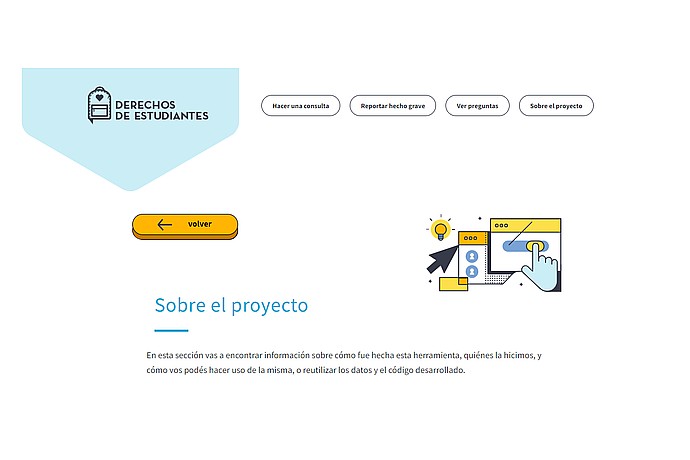 DERECHOS
DE ESTUDIANTES
Hacer una consulta
Reportar hecho grave
Ver preguntas
Sobre el proyecto
volver
Sobre el proyecto
En esta sección vas a encontrar información sobre cómo fue hecha esta herramienta, quiénes la hicimos, y
cómo vos podés hacer uso de la misma, o reutilizar los datos y el código desarrollado.